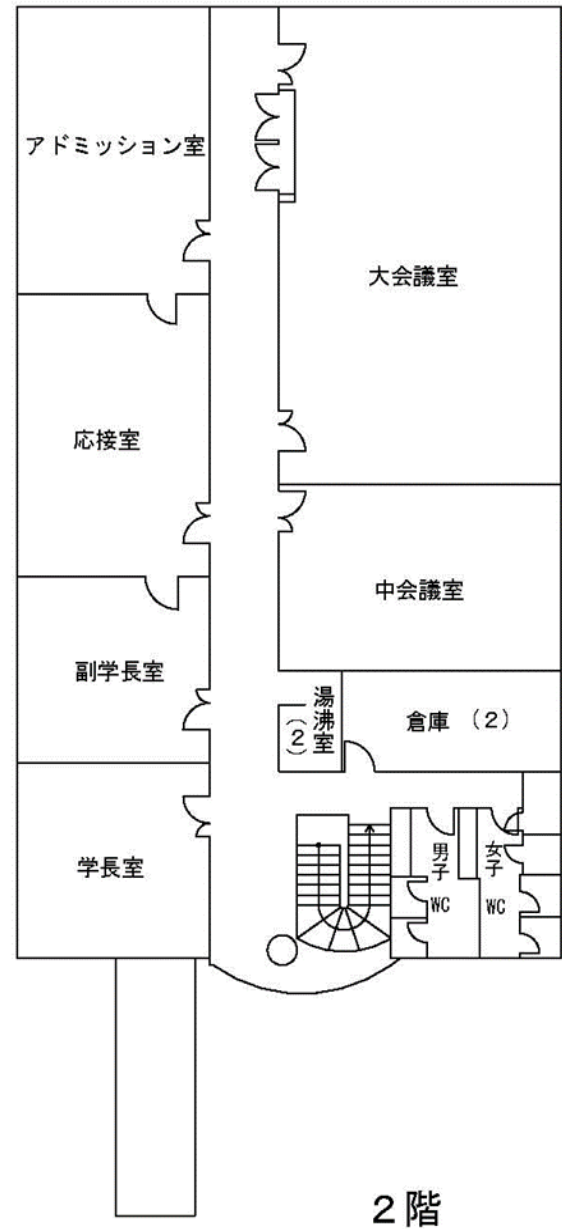 アドミッション室
大会議室
応接室
中会議室
副学長室
湯沸室
(2)
倉庫 (2)
学長室
男子
WC
女子
WC
2階